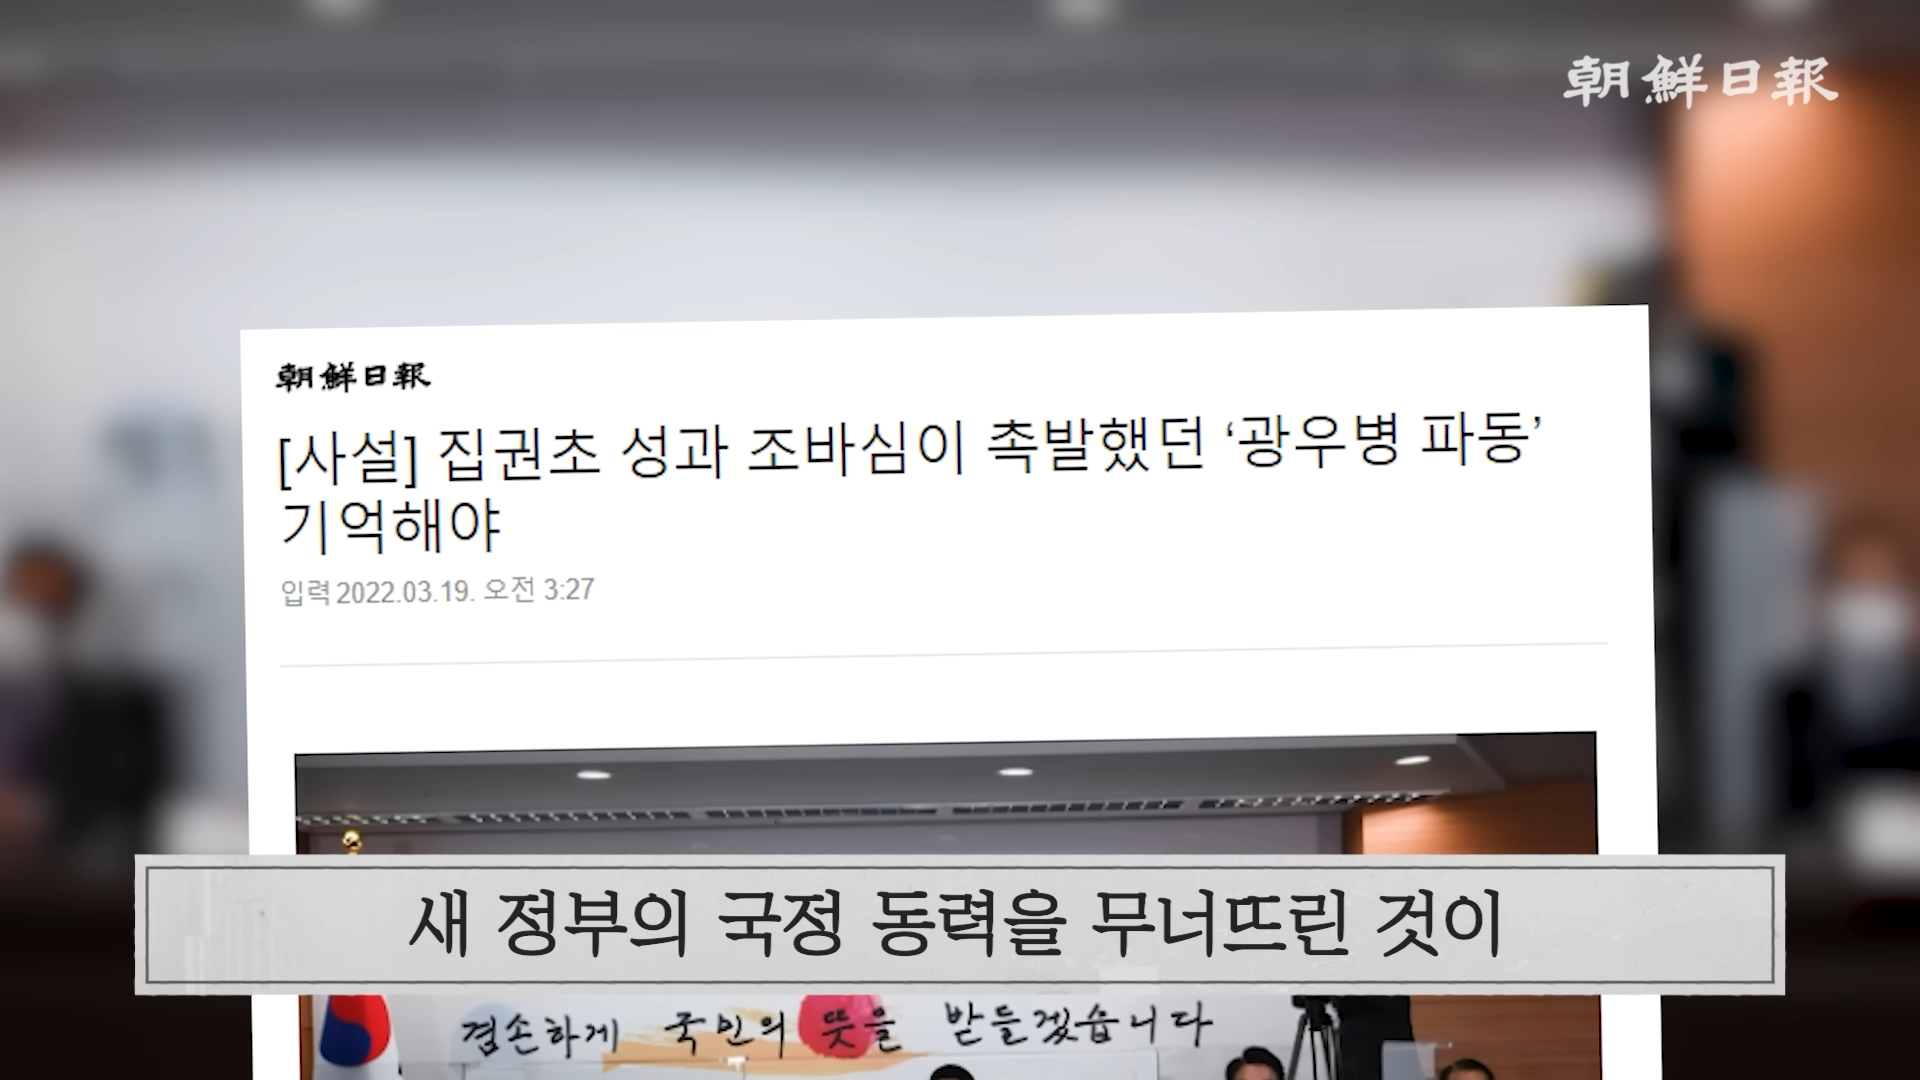 朝鮮日報
朝鮮日報
[사설] 집권초 성과 조바심이 촉발했던 ‘광우병 파동’
기억해야
입력 2022.03.19. 오전 3:27
새 정부의 국정 동력을 무너뜨린 것이
겸손하게 국민의 뜻을 받들겠습니다